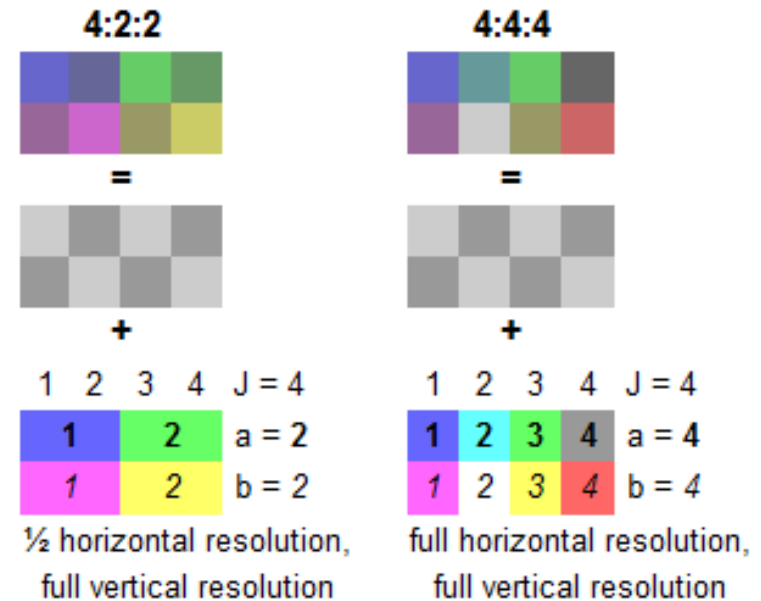 4:2:2
=
+
1 2 3 4 J = 4
1 2 a = 2
1 2 b = 2
½ horizontal resolution,
full vertical resolution
4:4:4
=
+
1 2 3 4 J = 4
1 2 3 4 a = 4
1 2 3 4 b = 4
full horizontal resolution,
full vertical resolution